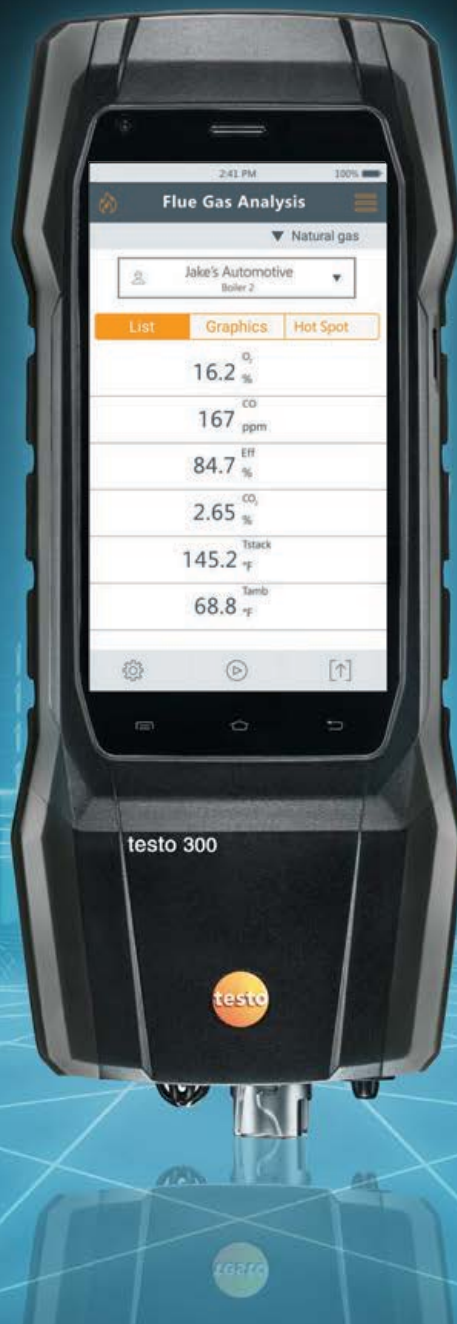 2:41 PM 100%
Flue Gas Analysis
▼ Natural gas
Jake's Automotive ▼
Boiler 2
List Graphics Hot Spot
16.2 O₂ %
167 CO ppm
84.7 Eff %
2.65 CO₂ %
145.2 Tstack °F
68.8 Tamb °F
testo 300
testo